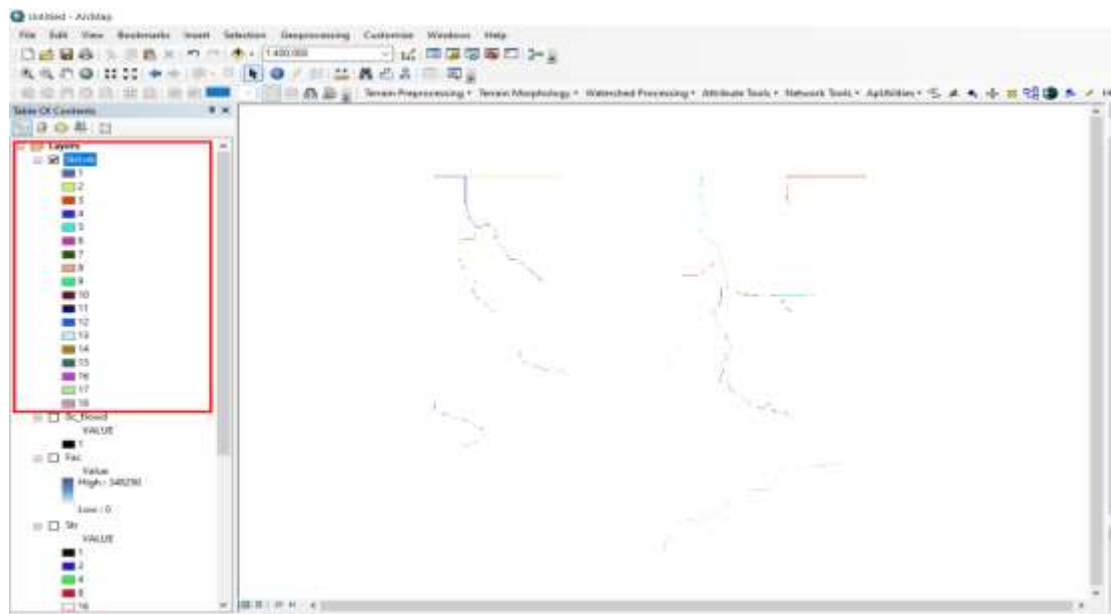 Untitled - ArcMap
File Edit View Bookmarks Insert Selection Geoprocessing Customize Windows Help
Terrain Preprocessing Terrain Morphology Watershed Processing Attribute Tools Network Tools ApUtilities
Table Of Contents
Layers
1
2
3
4
5
6
7
8
9
10
11
12
13
14
15
16
17
18
VALUE
1
Fac
Value
High : 348290
Low : 0
Str
VALUE
1
2
4
8
16